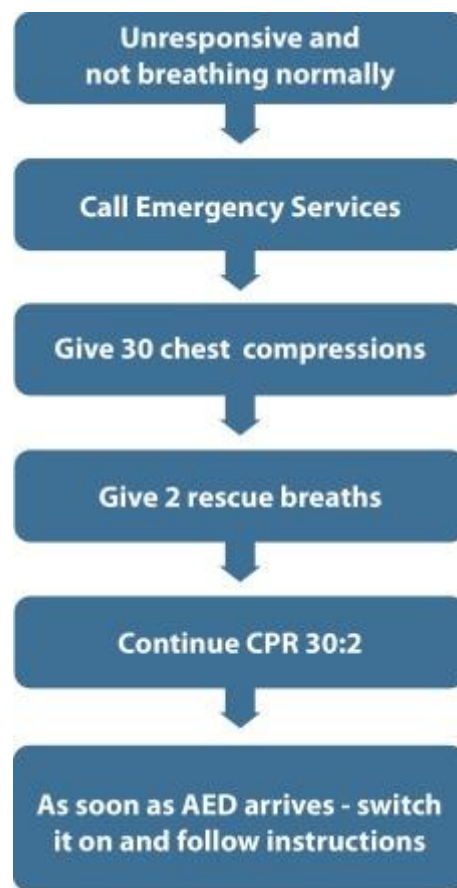 Unresponsive and
not breathing normally
Call Emergency Services
Give 30 chest compressions
Give 2 rescue breaths
Continue CPR 30:2
As soon as AED arrives - switch
it on and follow instructions